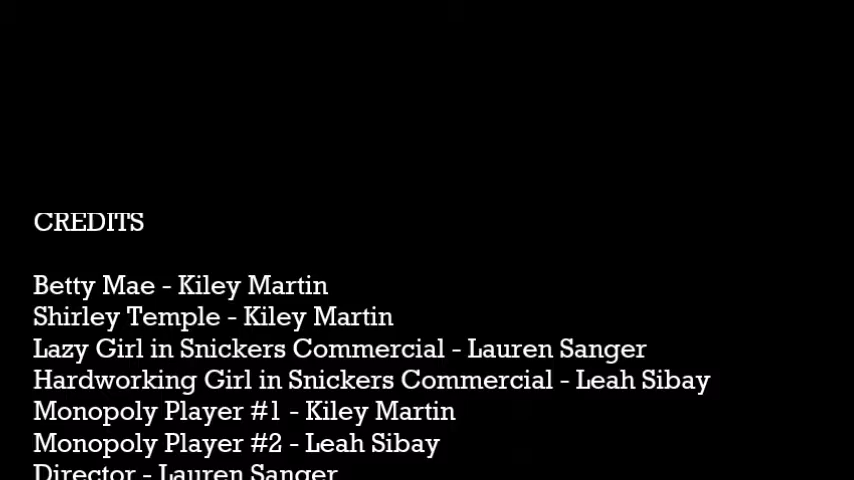 CREDITS
Betty Mae - Kiley Martin
Shirley Temple - Kiley Martin
Lazy Girl in Snickers Commercial - Lauren Sanger
Hardworking Girl in Snickers Commercial - Leah Sibay
Monopoly Player #1 - Kiley Martin
Monopoly Player #2 - Leah Sibay
Director - Lauren Sanger